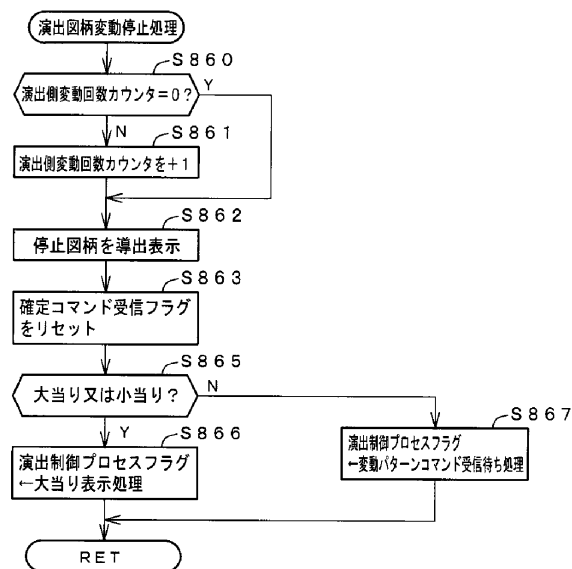 演出図柄変動停止処理
S860
演出側変動回数カウンタ=0?
Y
N
S861
演出側変動回数カウンタを+1
S862
停止図柄を導出表示
S863
確定コマンド受信フラグ
をリセット
S865
大当り又は小当り?
N
Y
S866
演出制御プロセスフラグ
←大当り表示処理
S867
演出制御プロセスフラグ
←変動パターンコマンド受信待ち処理
RET